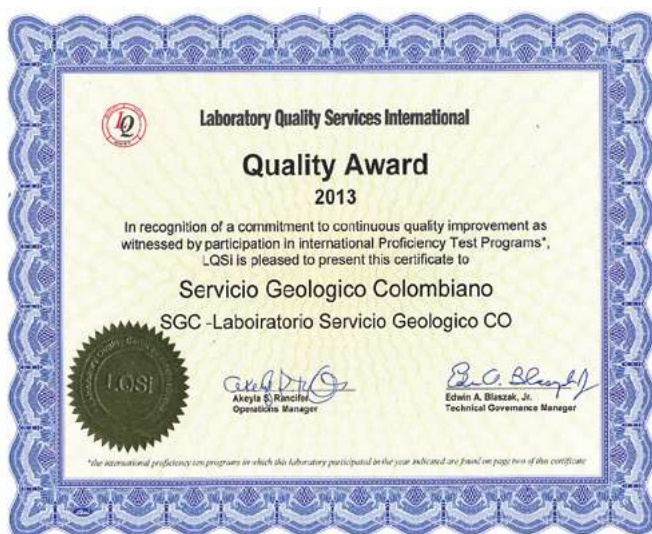 LQ
Laboratory Quality Services International
Quality Award
2013
In recognition of a commitment to continuous quality improvement as
witnessed by participation in international Proficiency Test Programs*,
LQSi is pleased to present this certificate to
Servicio Geologico Colombiano
SGC -Laboiratorio Servicio Geologico CO
LQSi
Akeyla S. Rancifer
Operations Manager
Edwin A. Blaszak, Jr.
Technical Governance Manager
*the international proficiency test programs in which this laboratory participated in the year indicated are found on page two of this certificate